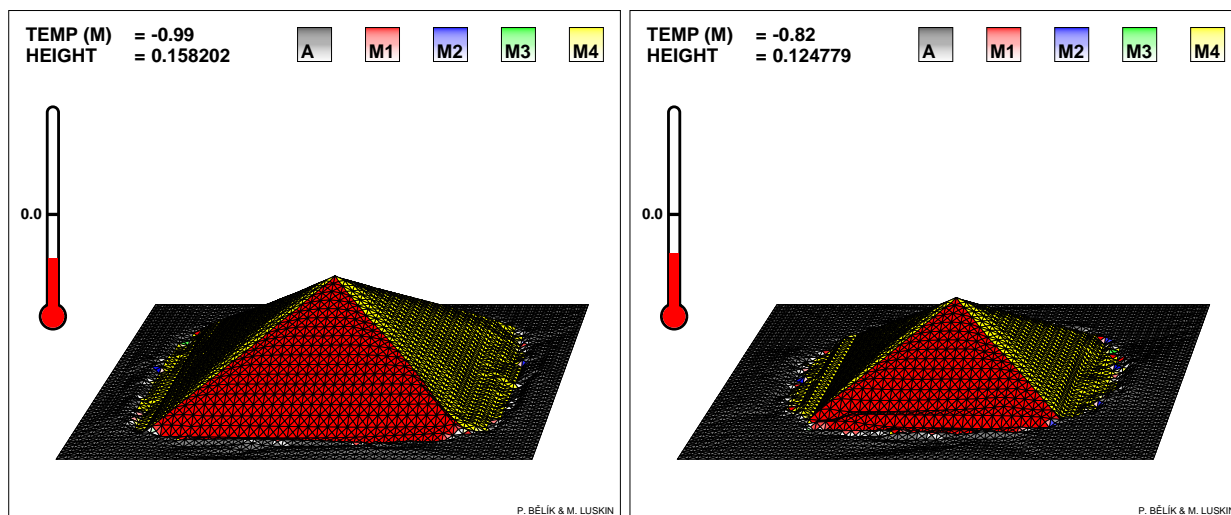 TEMP (M) = -0.99
HEIGHT = 0.158202
A M1 M2 M3 M4
0.0
P. BĚLÍK & M. LUSKIN
TEMP (M) = -0.82
HEIGHT = 0.124779
A M1 M2 M3 M4
0.0
P. BĚLÍK & M. LUSKIN